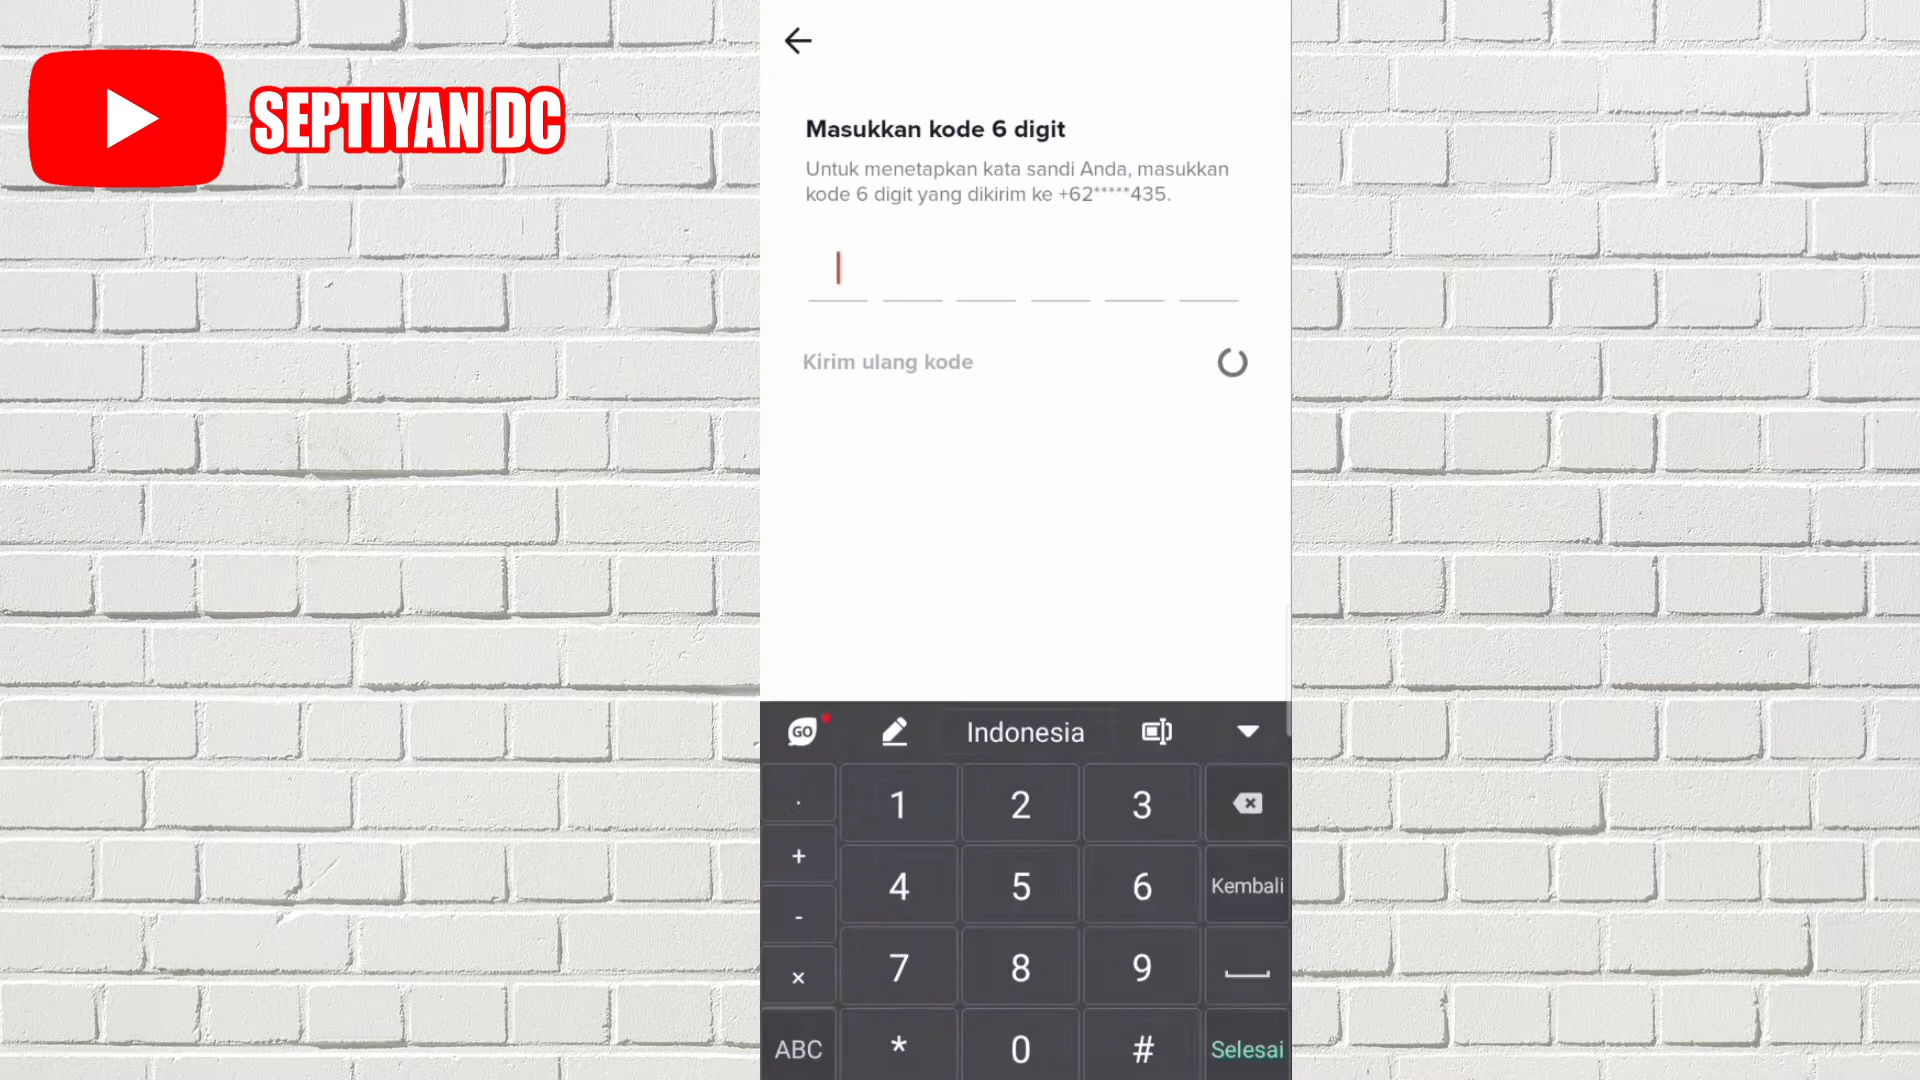 SEPTIYAN DC
Masukkan kode 6 digit
Untuk menetapkan kata sandi Anda, masukkan
kode 6 digit yang dikirim ke +62*****435.
Kirim ulang kode
GO Indonesia
. 1 2 3
+ 4 5 6 Kembali
- 7 8 9
×
ABC * 0 # Selesai